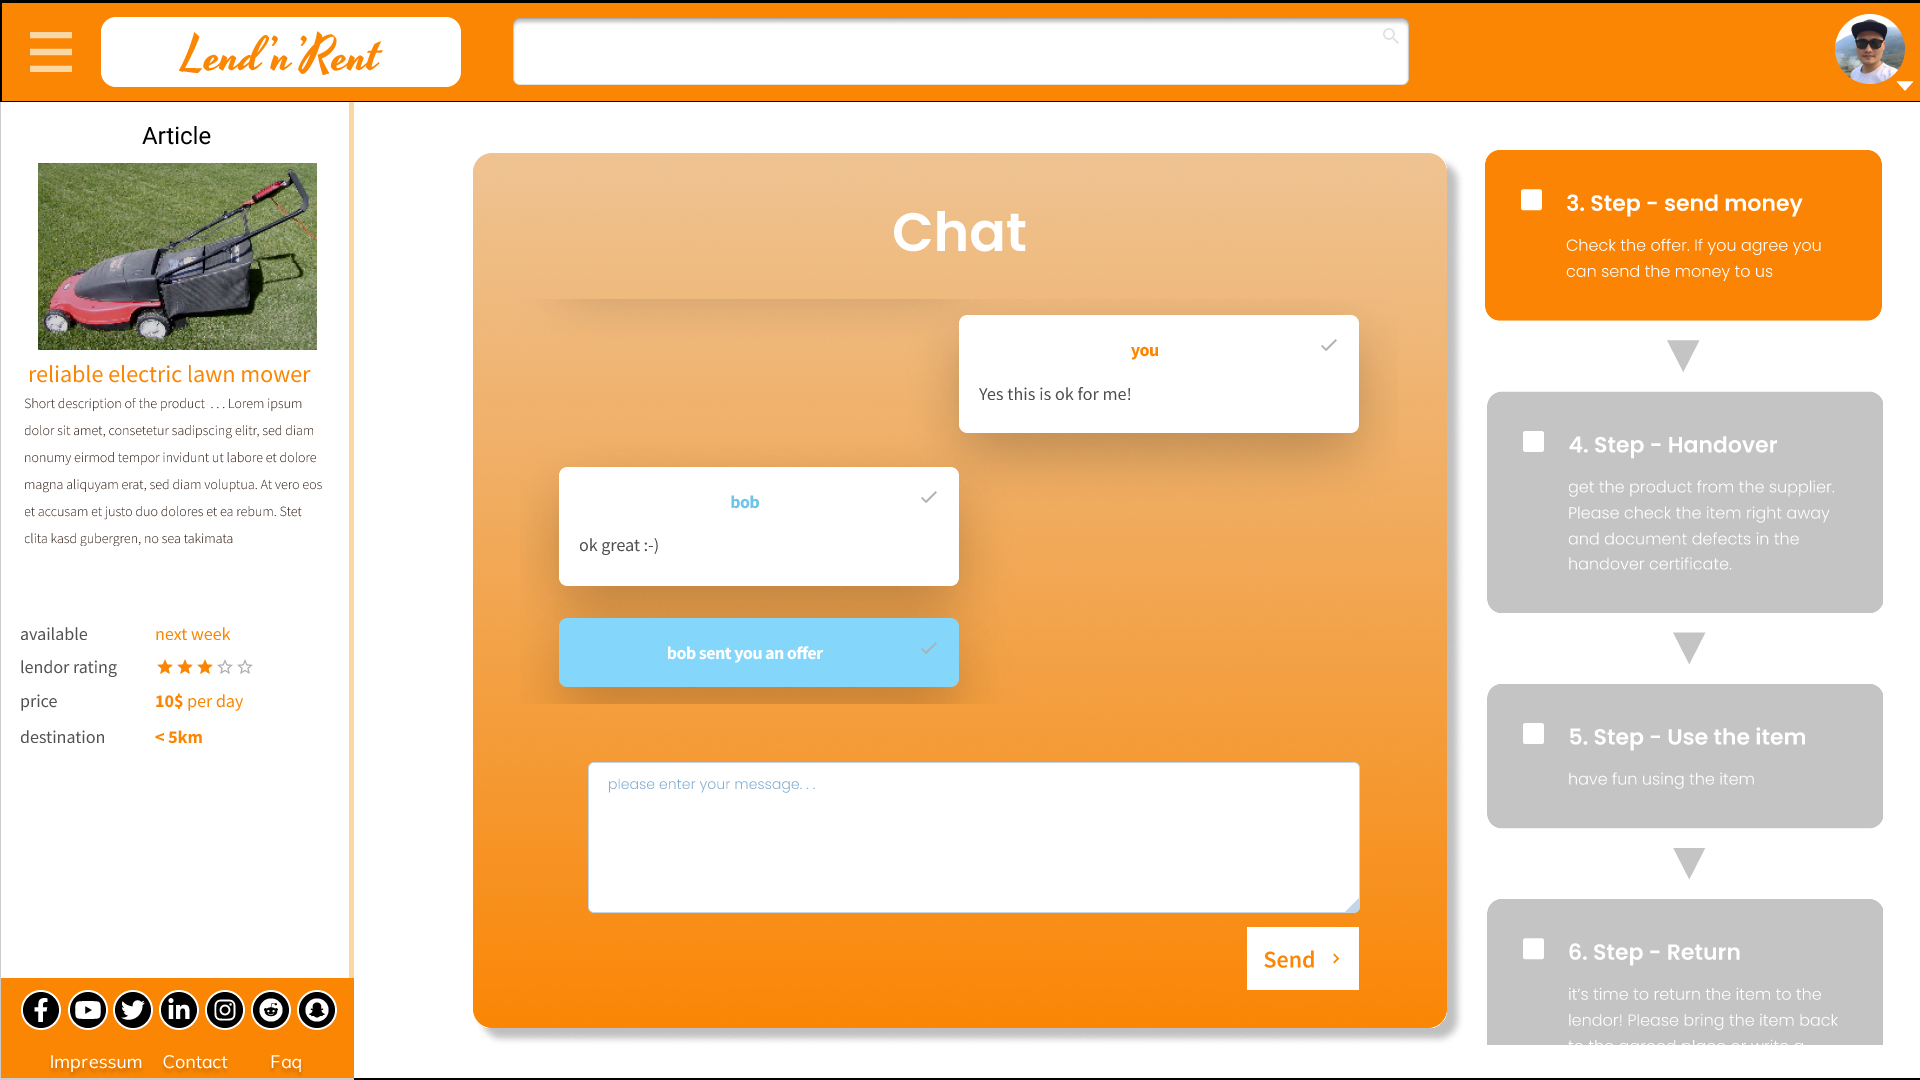 Lend'n'Rent
Article
reliable electric lawn mower
Short description of the product ... Lorem ipsum
dolor sit amet, consetetur sadipscing elitr, sed diam
nonumy eirmod tempor invidunt ut labore et dolore
magna aliquyam erat, sed diam voluptua. At vero eos
et accusam et justo duo dolores et ea rebum. Stet
clita kasd gubergren, no sea takimata
available next week
lendor rating
price 10$ per day
destination < 5km
Impressum Contact Faq
Chat
you
Yes this is ok for me!
bob
ok great :-)
bob sent you an offer
please enter your message...
Send
3. Step - send money
Check the offer. If you agree you
can send the money to us
4. Step - Handover
get the product from the supplier.
Please check the item right away
and document defects in the
handover certificate.
5. Step - Use the item
have fun using the item
6. Step - Return
it's time to return the item to the
lendor! Please bring the item back
to the agreed place or write a